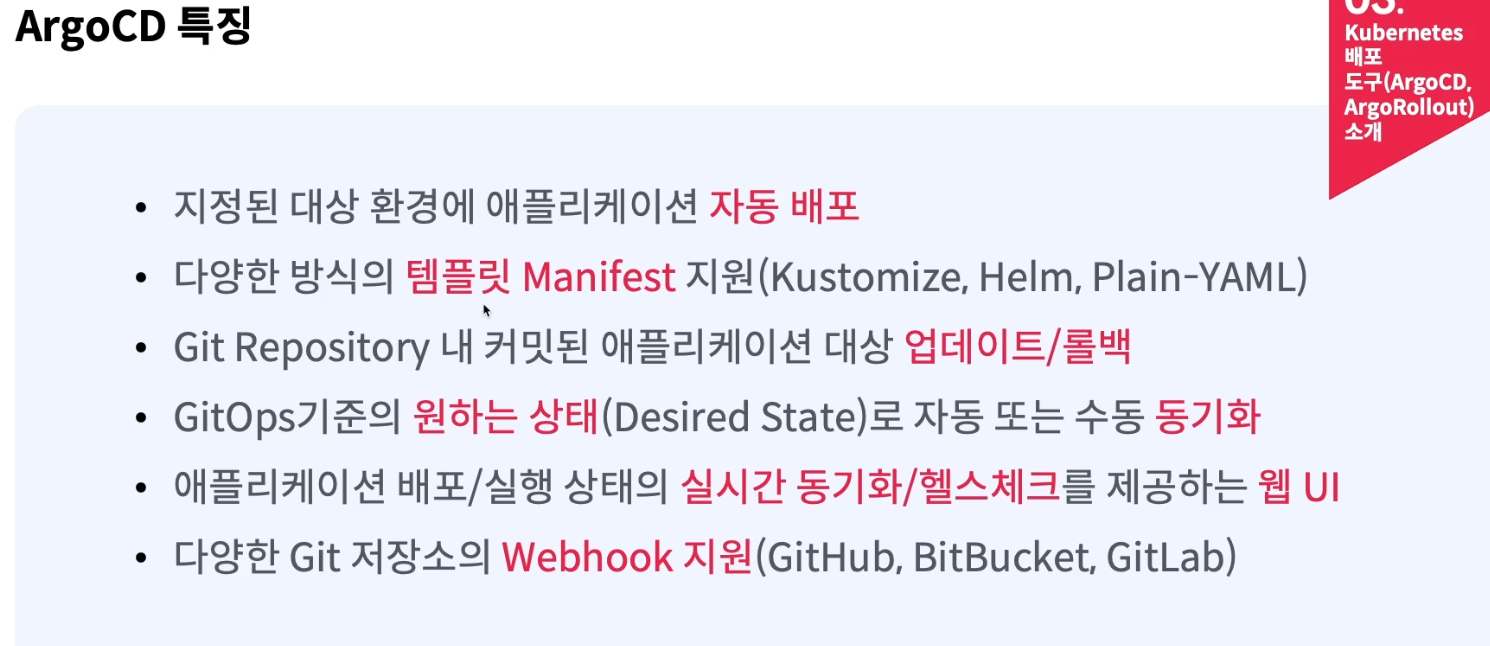 ArgoCD 특징
03.
Kubernetes
배포
도구(ArgoCD,
ArgoRollout)
소개
• 지정된 대상 환경에 애플리케이션 자동 배포
• 다양한 방식의 템플릿 Manifest 지원(Kustomize, Helm, Plain-YAML)
• Git Repository 내 커밋된 애플리케이션 대상 업데이트/롤백
• GitOps기준의 원하는 상태(Desired State)로 자동 또는 수동 동기화
• 애플리케이션 배포/실행 상태의 실시간 동기화/헬스체크를 제공하는 웹 UI
• 다양한 Git 저장소의 Webhook 지원(GitHub, BitBucket, GitLab)